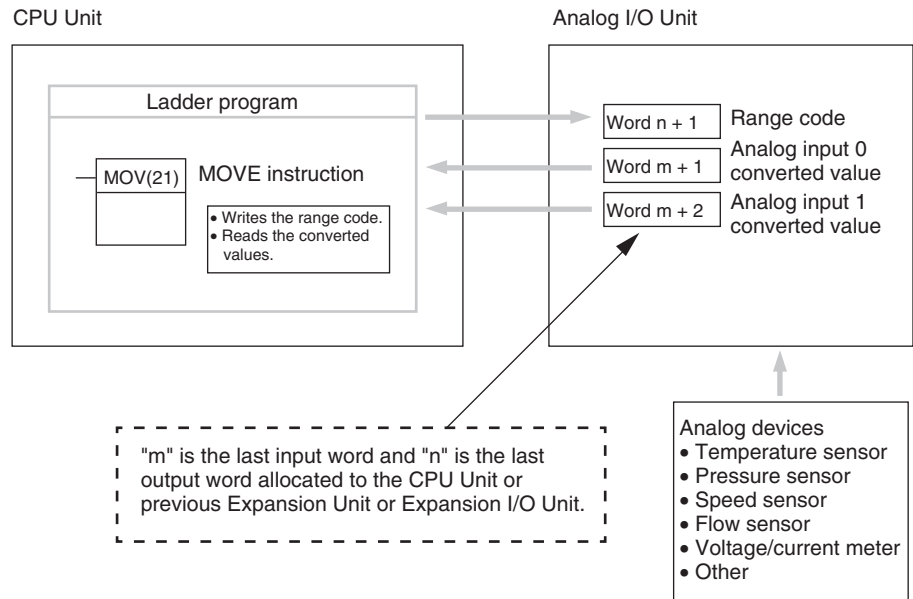 CPU Unit
Analog I/O Unit
Ladder program
MOV(21)
MOVE instruction
• Writes the range code.
• Reads the converted
values.
Word n + 1
Range code
Word m + 1
Analog input 0
converted value
Word m + 2
Analog input 1
converted value
"m" is the last input word and "n" is the last
output word allocated to the CPU Unit or
previous Expansion Unit or Expansion I/O Unit.
Analog devices
• Temperature sensor
• Pressure sensor
• Speed sensor
• Flow sensor
• Voltage/current meter
• Other